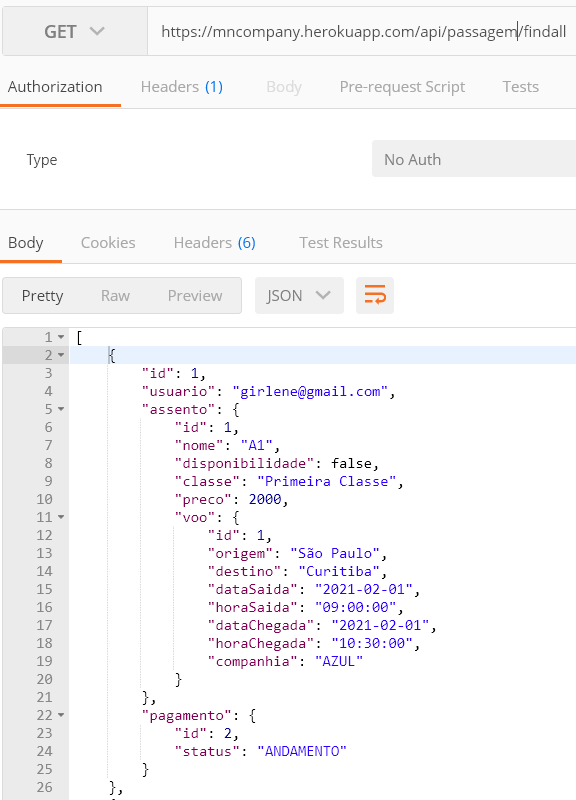 GET https://mncompany.herokuapp.com/api/passagem/findall
Authorization Headers (1) Body Pre-request Script Tests
Type No Auth
Body Cookies Headers (6) Test Results
Pretty Raw Preview JSON
1 [
2 {
3 "id": 1,
4 "usuario": "girlene@gmail.com",
5 "assento": {
6 "id": 1,
7 "nome": "A1",
8 "disponibilidade": false,
9 "classe": "Primeira Classe",
10 "preco": 2000,
11 "voo": {
12 "id": 1,
13 "origem": "São Paulo",
14 "destino": "Curitiba",
15 "dataSaida": "2021-02-01",
16 "horaSaida": "09:00:00",
17 "dataChegada": "2021-02-01",
18 "horaChegada": "10:30:00",
19 "companhia": "AZUL"
20 }
21 },
22 "pagamento": {
23 "id": 2,
24 "status": "ANDAMENTO"
25 }
26 },